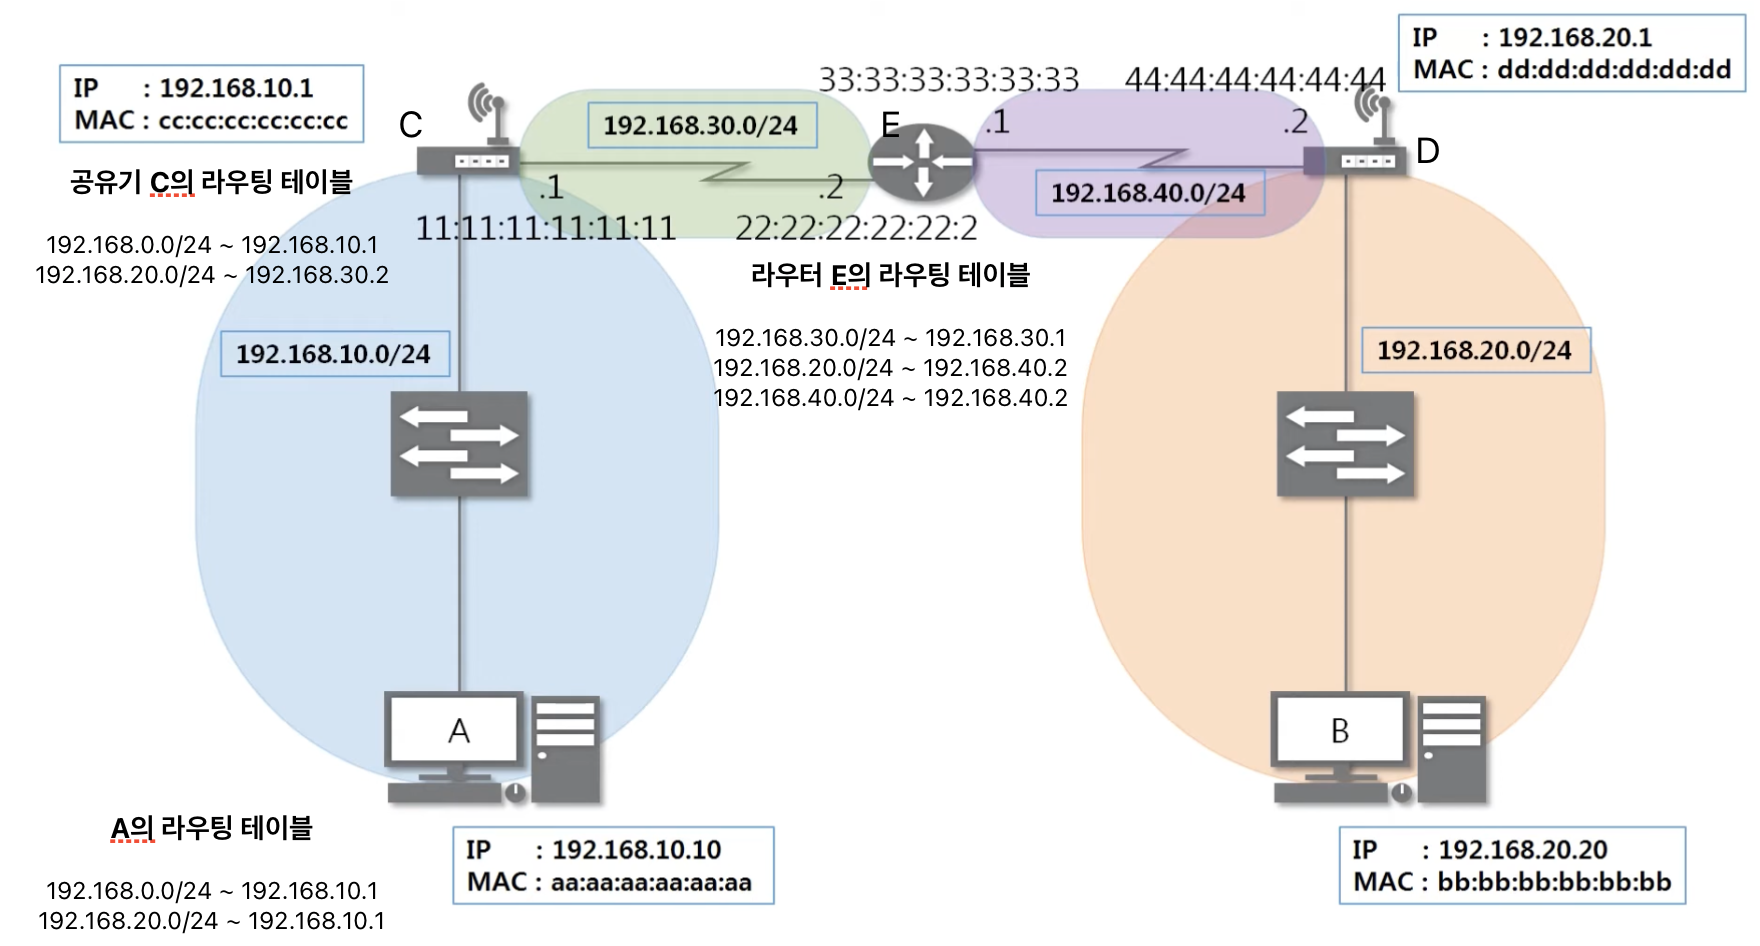 IP : 192.168.10.1
MAC : cc:cc:cc:cc:cc:cc
C
192.168.30.0/24
33:33:33:33:33:33
44:44:44:44:44:44
IP : 192.168.20.1
MAC : dd:dd:dd:dd:dd:dd
E
.1
.2
D
192.168.40.0/24
공유기 C의 라우팅 테이블
.1
.2
11:11:11:11:11:11
22:22:22:22:22:2
192.168.0.0/24 ~ 192.168.10.1
192.168.20.0/24 ~ 192.168.30.2
라우터 E의 라우팅 테이블
192.168.30.0/24 ~ 192.168.30.1
192.168.20.0/24 ~ 192.168.40.2
192.168.40.0/24 ~ 192.168.40.2
192.168.10.0/24
192.168.20.0/24
A
B
A의 라우팅 테이블
192.168.0.0/24 ~ 192.168.10.1
192.168.20.0/24 ~ 192.168.10.1
IP : 192.168.10.10
MAC : aa:aa:aa:aa:aa:aa
IP : 192.168.20.20
MAC : bb:bb:bb:bb:bb:bb